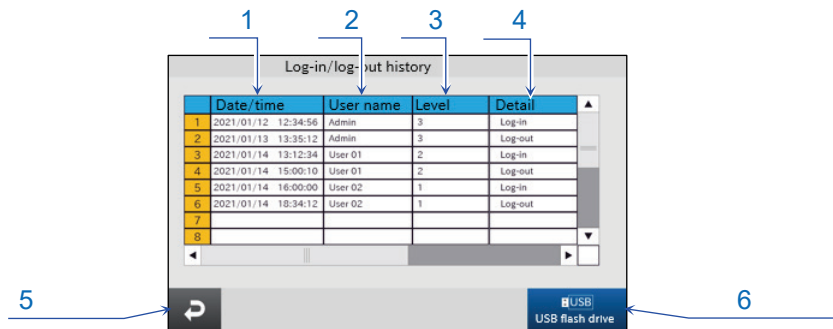 1 2 3 4
Log-in/log-out history
Date/time User name Level Detail
1 2021/01/12 12:34:56 Admin 3 Log-in
2 2021/01/13 13:35:12 Admin 3 Log-out
3 2021/01/14 13:12:34 User 01 2 Log-in
4 2021/01/14 15:00:10 User 01 2 Log-out
5 2021/01/14 16:00:00 User 02 1 Log-in
6 2021/01/14 18:34:12 User 02 1 Log-out
7
8
5 6
USB
USB flash drive